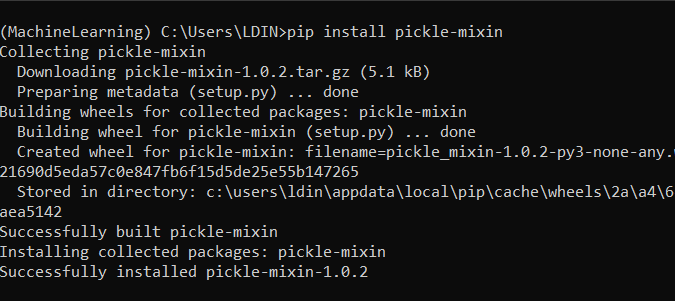 (MachineLearning) C:\Users\LDIN>pip install pickle-mixin
Collecting pickle-mixin
  Downloading pickle-mixin-1.0.2.tar.gz (5.1 kB)
  Preparing metadata (setup.py) ... done
Building wheels for collected packages: pickle-mixin
  Building wheel for pickle-mixin (setup.py) ... done
  Created wheel for pickle-mixin: filename=pickle_mixin-1.0.2-py3-none-any.
21690d5eda57c0e847fb6f15d5de25e55b147265
  Stored in directory: c:\users\ldin\appdata\local\pip\cache\wheels\2a\a4\6
aea5142
Successfully built pickle-mixin
Installing collected packages: pickle-mixin
Successfully installed pickle-mixin-1.0.2